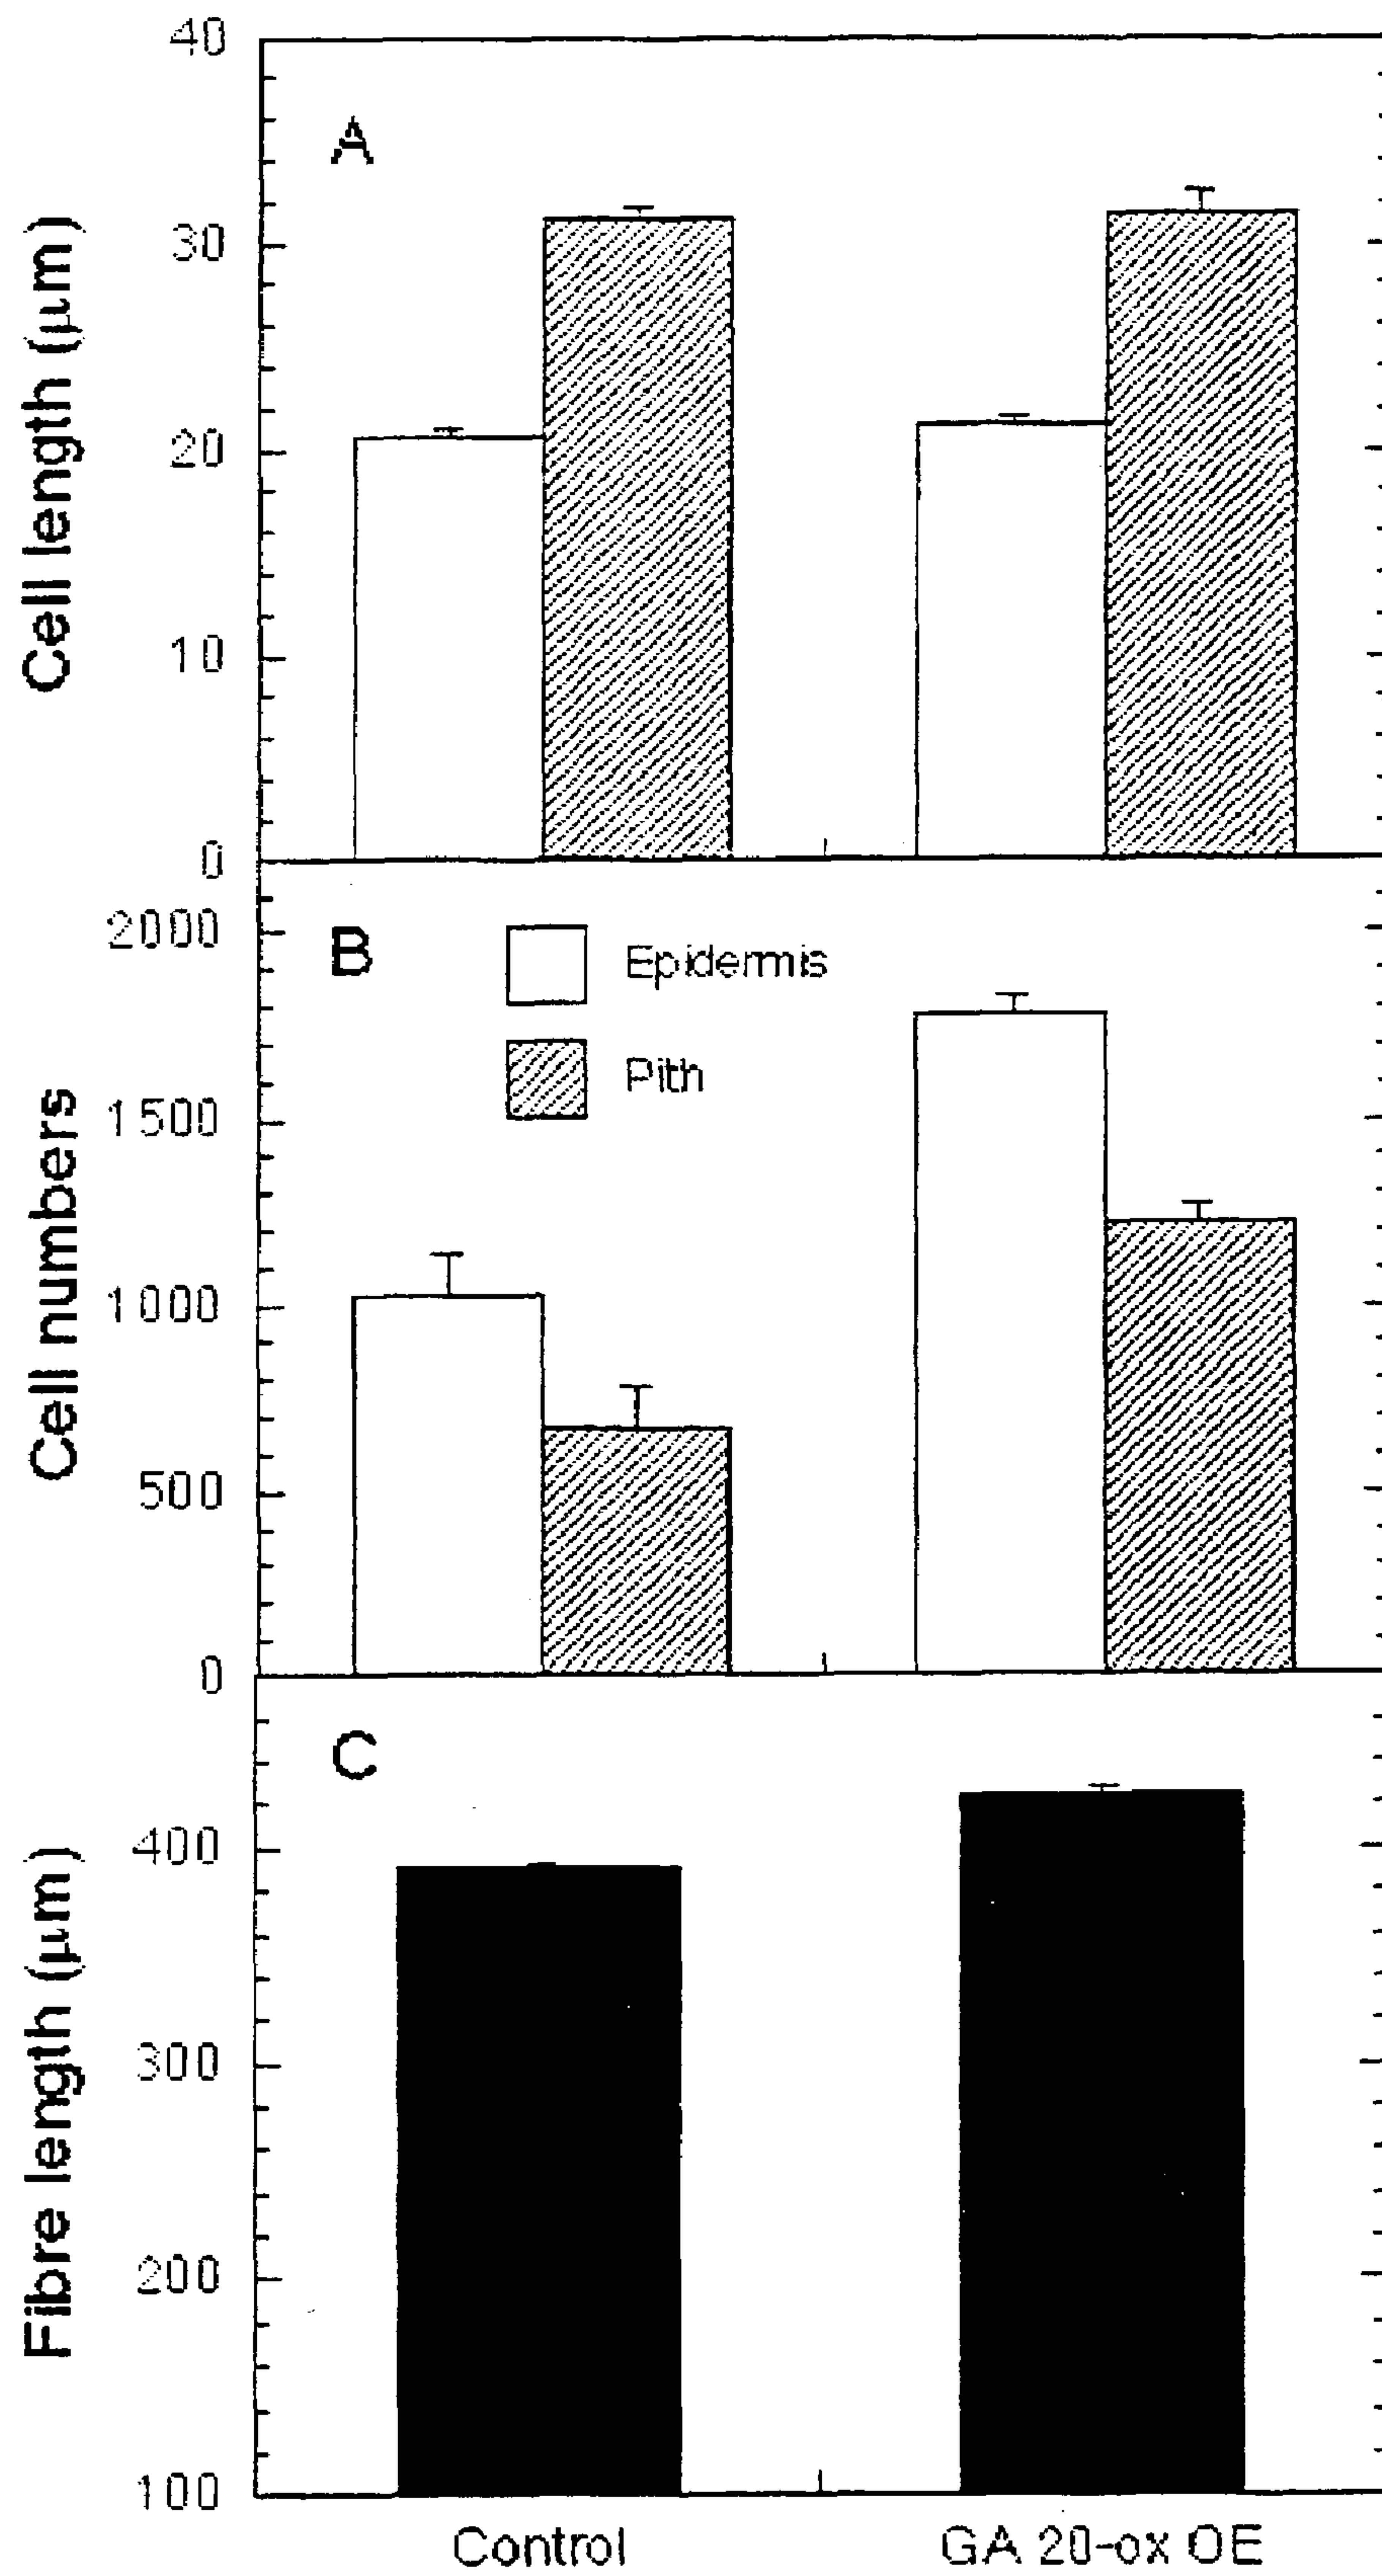 A
Cell length (μm)
40
30
20
10
0
B
Epidermis
Pith
Cell numbers
2000
1500
1000
500
0
C
Fibre length (μm)
400
300
200
100
Control
GA 20-ox OE